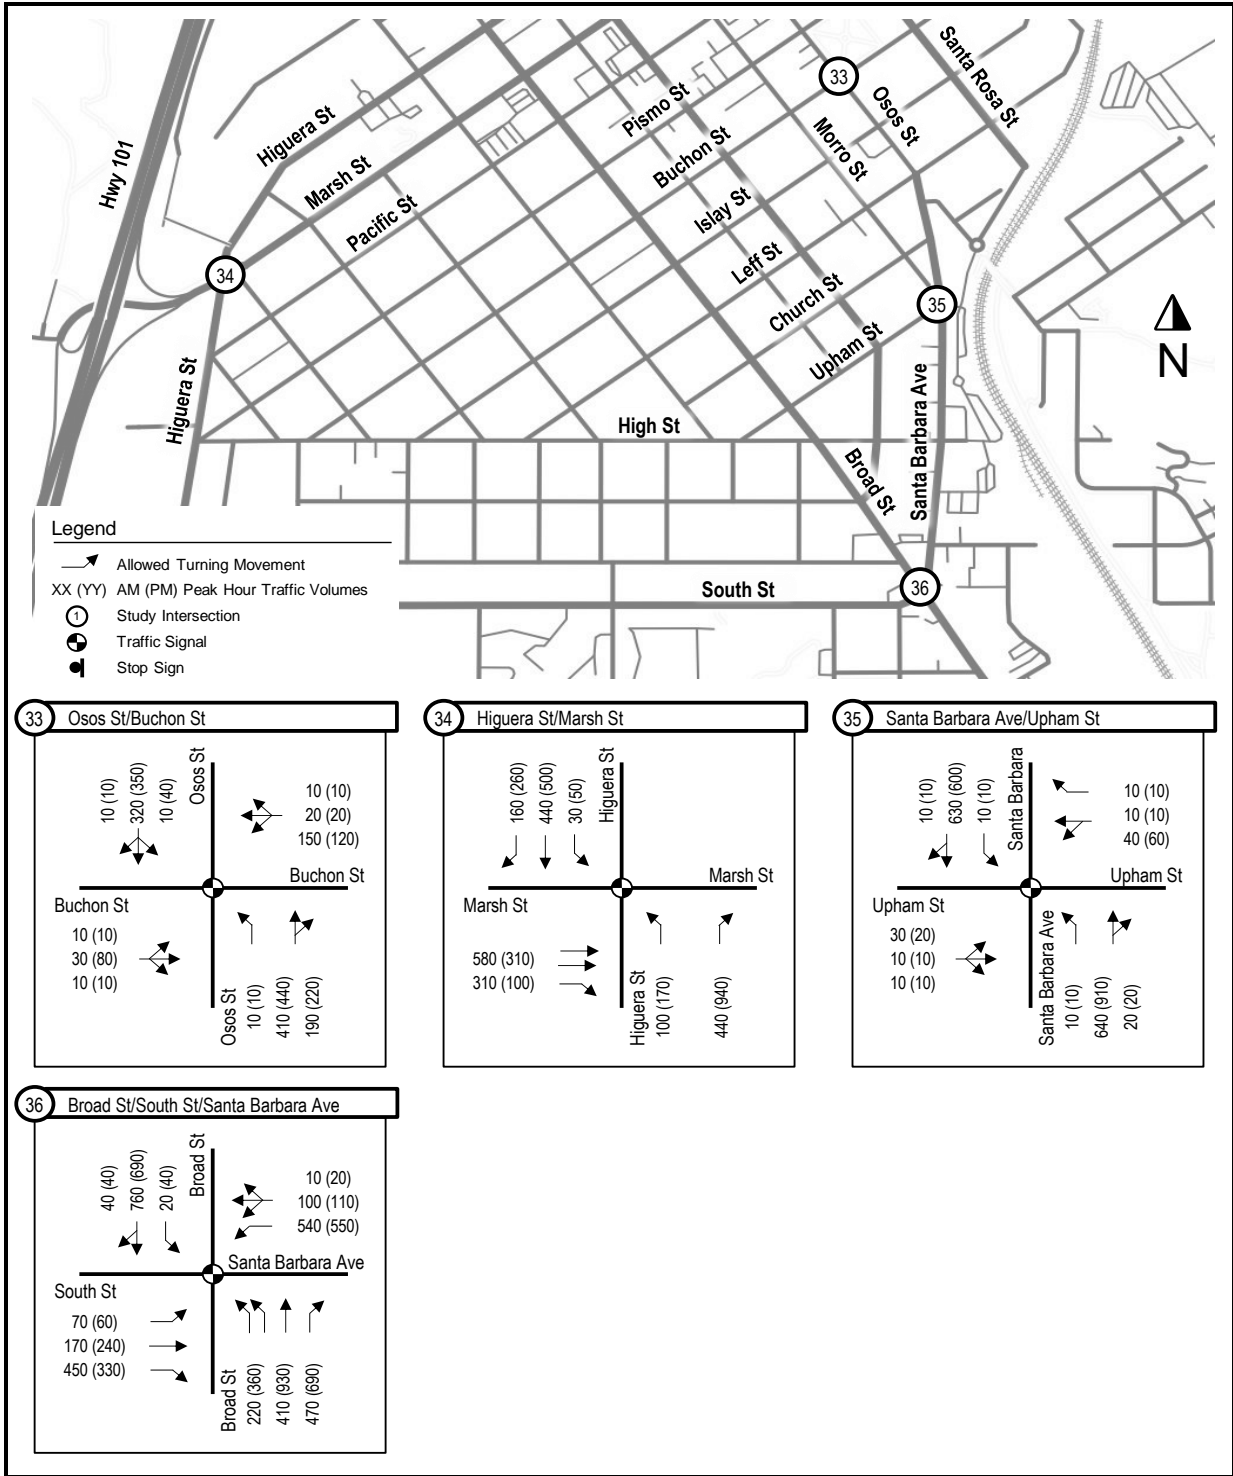 Hwy 101
Higuera St
Marsh St
Pacific St
Pismo St
Buchon St
Islay St
Leff St
Church St
Upham St
Morro St
Osos St
Santa Rosa St
33
34
35
36
Higuera St
High St
Broad St
Santa Barbara Ave
South St
N
Legend
Allowed Turning Movement
XX (YY) AM (PM) Peak Hour Traffic Volumes
1 Study Intersection
Traffic Signal
Stop Sign
33 Osos St/Buchon St
10 (10)
320 (350)
10 (40)
Osos St
10 (10)
20 (20)
150 (120)
Buchon St
Buchon St
10 (10)
30 (80)
10 (10)
Osos St
10 (10)
410 (440)
190 (220)
34 Higuera St/Marsh St
160 (260)
440 (500)
30 (50)
Higuera St
Marsh St
Marsh St
580 (310)
310 (100)
Higuera St
100 (170)
440 (940)
35 Santa Barbara Ave/Upham St
10 (10)
630 (600)
10 (10)
Santa Barbara
10 (10)
10 (10)
40 (60)
Upham St
Upham St
30 (20)
10 (10)
10 (10)
Santa Barbara Ave
10 (10)
640 (910)
20 (20)
36 Broad St/South St/Santa Barbara Ave
40 (40)
760 (690)
20 (40)
Broad St
10 (20)
100 (110)
540 (550)
Santa Barbara Ave
South St
70 (60)
170 (240)
450 (330)
Broad St
220 (360)
410 (930)
470 (690)